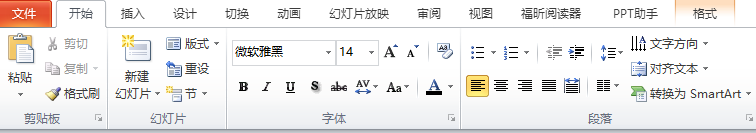 文件 开始 插入 设计 切换 动画 幻灯片放映 审阅 视图 福昕阅读器 PPT助手 格式
粘贴
剪切
复制
格式刷
剪贴板
新建
幻灯片
版式
重设
节
幻灯片
微软雅黑 14 A A
B I U S abc AV Aa A
字体
文字方向
对齐文本
转换为 SmartArt
段落